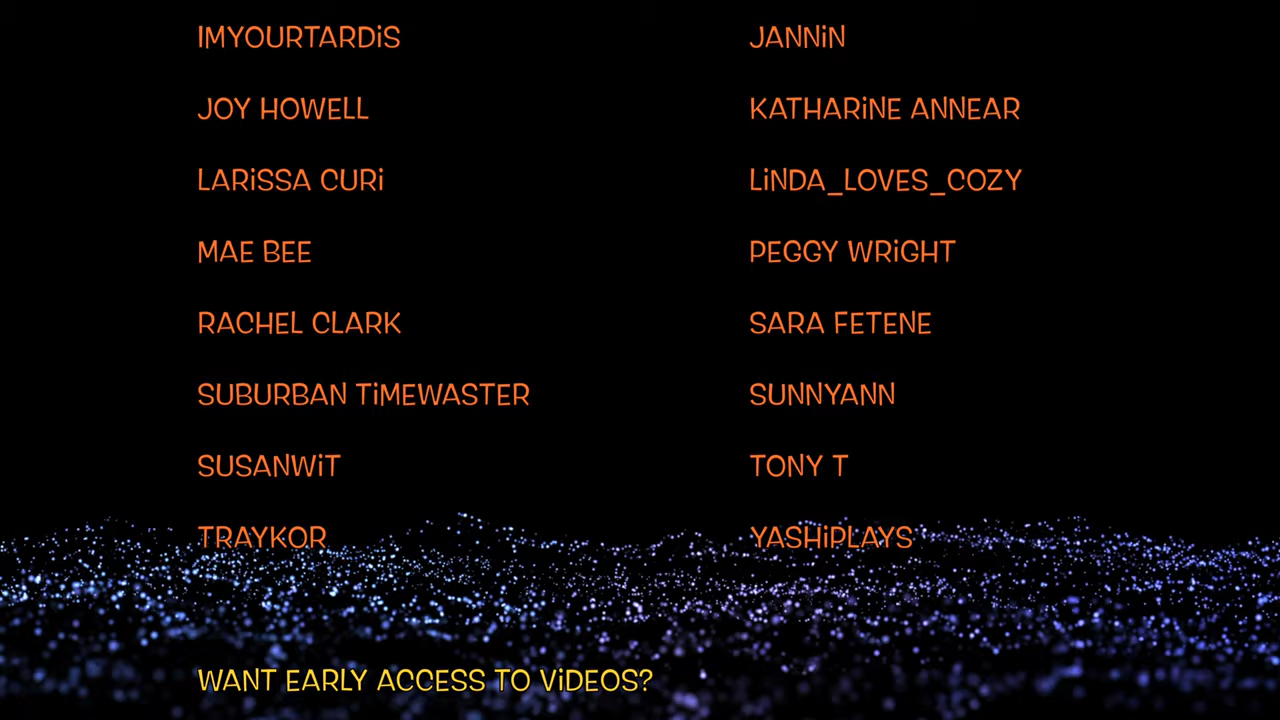 IMYOURTARDiS
JANNiN
JOY HOWELL
KATHARiNE ANNEAR
LARiSSA CURi
LiNDA_LOVES_COZY
MAE BEE
PEGGY WRiGHT
RACHEL CLARK
SARA FETENE
SUBURBAN TiMEWASTER
SUNNYANN
SUSANWiT
TONY T
TRAYKOR
YASHiPLAYS
WANT EARLY ACCESS TO ViDEOS?